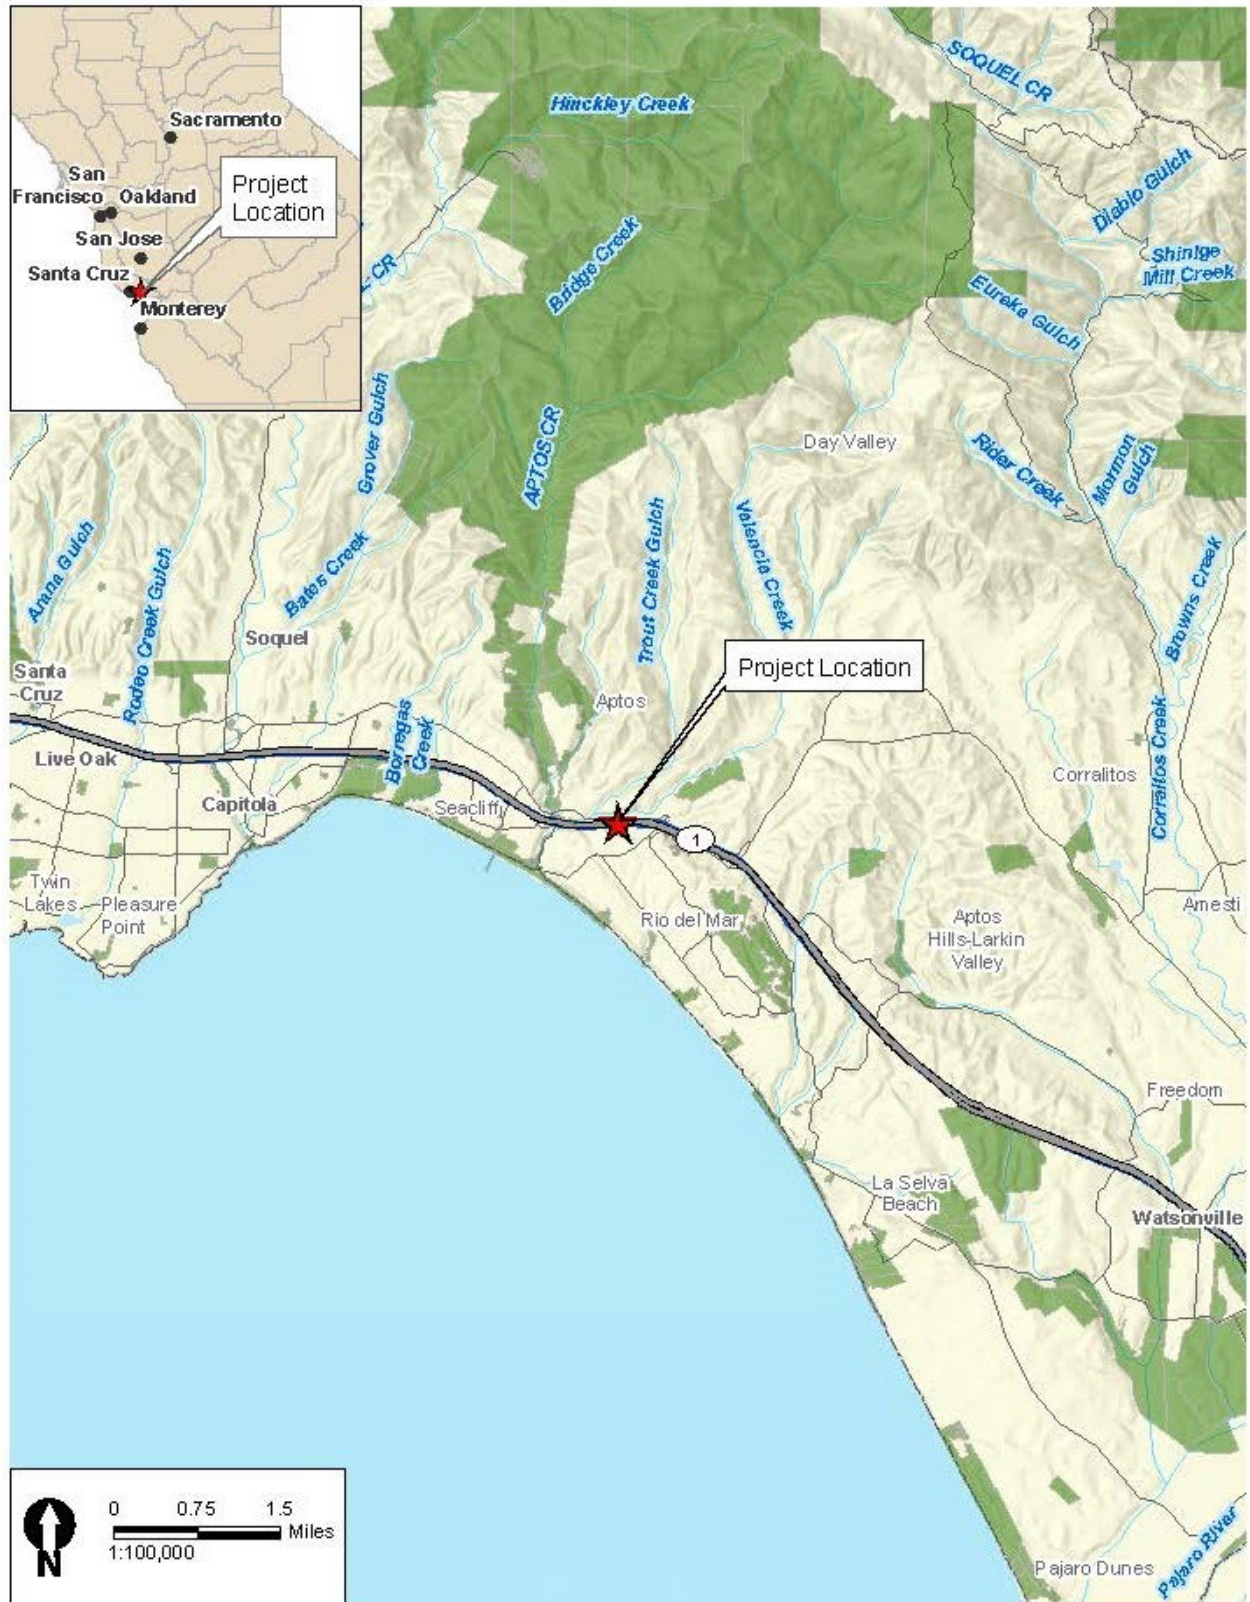 Sacramento
San
Francisco
Oakland
Project
Location
San Jose
Santa Cruz
Monterey
Hinckley Creek
SOQUEL CR
Diablo Gulch
Bridge Creek
CR
Shinige
Mill Creek
Eureka Gulch
Grover Gulch
APTOS CR
Day Valley
Rider Creek
Mormon
Gulch
Arana Gulch
Rodeo Creek Gulch
Bates Creek
Trout Creek Gulch
Valencia Creek
Browns Creek
Soquel
Santa
Cruz
Project Location
Aptos
Borregas
Creek
Live Oak
Capitola
Seacliff
1
Corralitos
Corralitos Creek
Twin
Lakes
Pleasure
Point
Rio del Mar
Aptos
Hills-Larkin
Valley
Amesti
Freedom
La Selva
Beach
Watsonville
0 0.75 1.5
Miles
1:100,000
N
Pajaro Dunes
Pajaro River